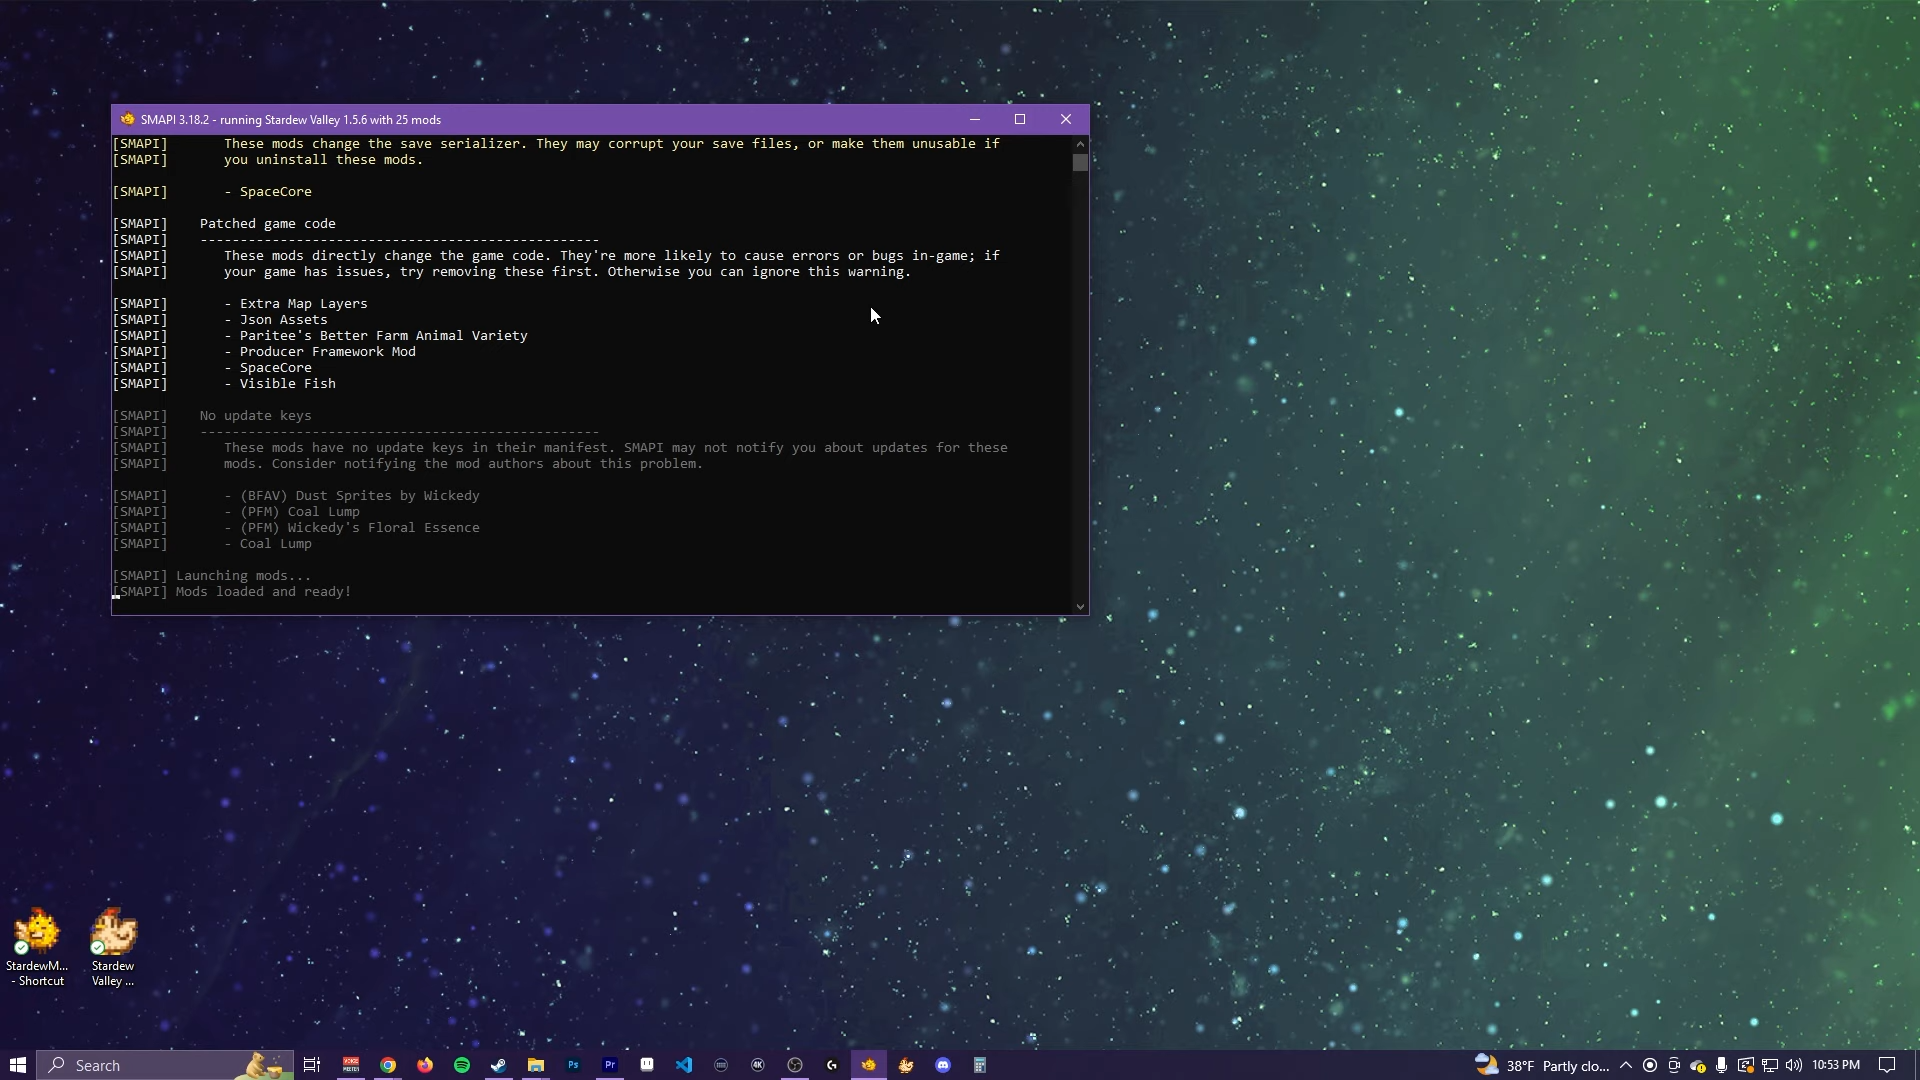 SMAPI 3.18.2 - running Stardew Valley 1.5.6 with 25 mods
[SMAPI] These mods change the save serializer. They may corrupt your save files, or make them unusable if
[SMAPI] you uninstall these mods.
[SMAPI] - SpaceCore
[SMAPI] Patched game code
[SMAPI] --------------------------------------------------
[SMAPI] These mods directly change the game code. They're more likely to cause errors or bugs in-game; if
[SMAPI] your game has issues, try removing these first. Otherwise you can ignore this warning.
[SMAPI] - Extra Map Layers
[SMAPI] - Json Assets
[SMAPI] - Paritee's Better Farm Animal Variety
[SMAPI] - Producer Framework Mod
[SMAPI] - SpaceCore
[SMAPI] - Visible Fish
[SMAPI] No update keys
[SMAPI] --------------------------------------------------
[SMAPI] These mods have no update keys in their manifest. SMAPI may not notify you about updates for these
[SMAPI] mods. Consider notifying the mod authors about this problem.
[SMAPI] - (BFAV) Dust Sprites by Wickedy
[SMAPI] - (PFM) Coal Lump
[SMAPI] - (PFM) Wickedy's Floral Essence
[SMAPI] - Coal Lump
[SMAPI] Launching mods...
[SMAPI] Mods loaded and ready!
StardewM...
- Shortcut
Stardew
Valley ...
Search
Ps
Pr
4K
38°F Partly clo...
10:53 PM